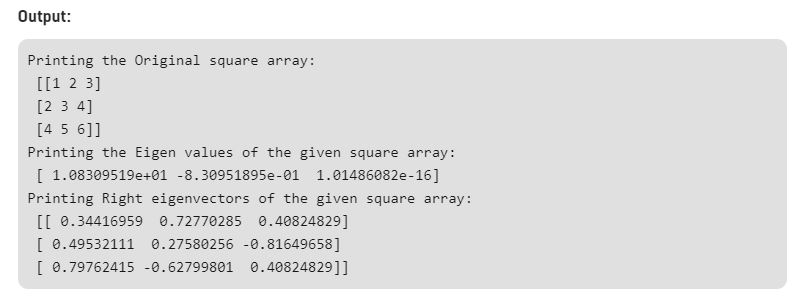 Output:
Printing the Original square array:
[[1 2 3]
[2 3 4]
[4 5 6]]
Printing the Eigen values of the given square array:
[ 1.08309519e+01 -8.30951895e-01  1.01486082e-16]
Printing Right eigenvectors of the given square array:
[[ 0.34416959  0.72770285  0.40824829]
[ 0.49532111  0.27580256 -0.81649658]
[ 0.79762415 -0.62799801  0.40824829]]